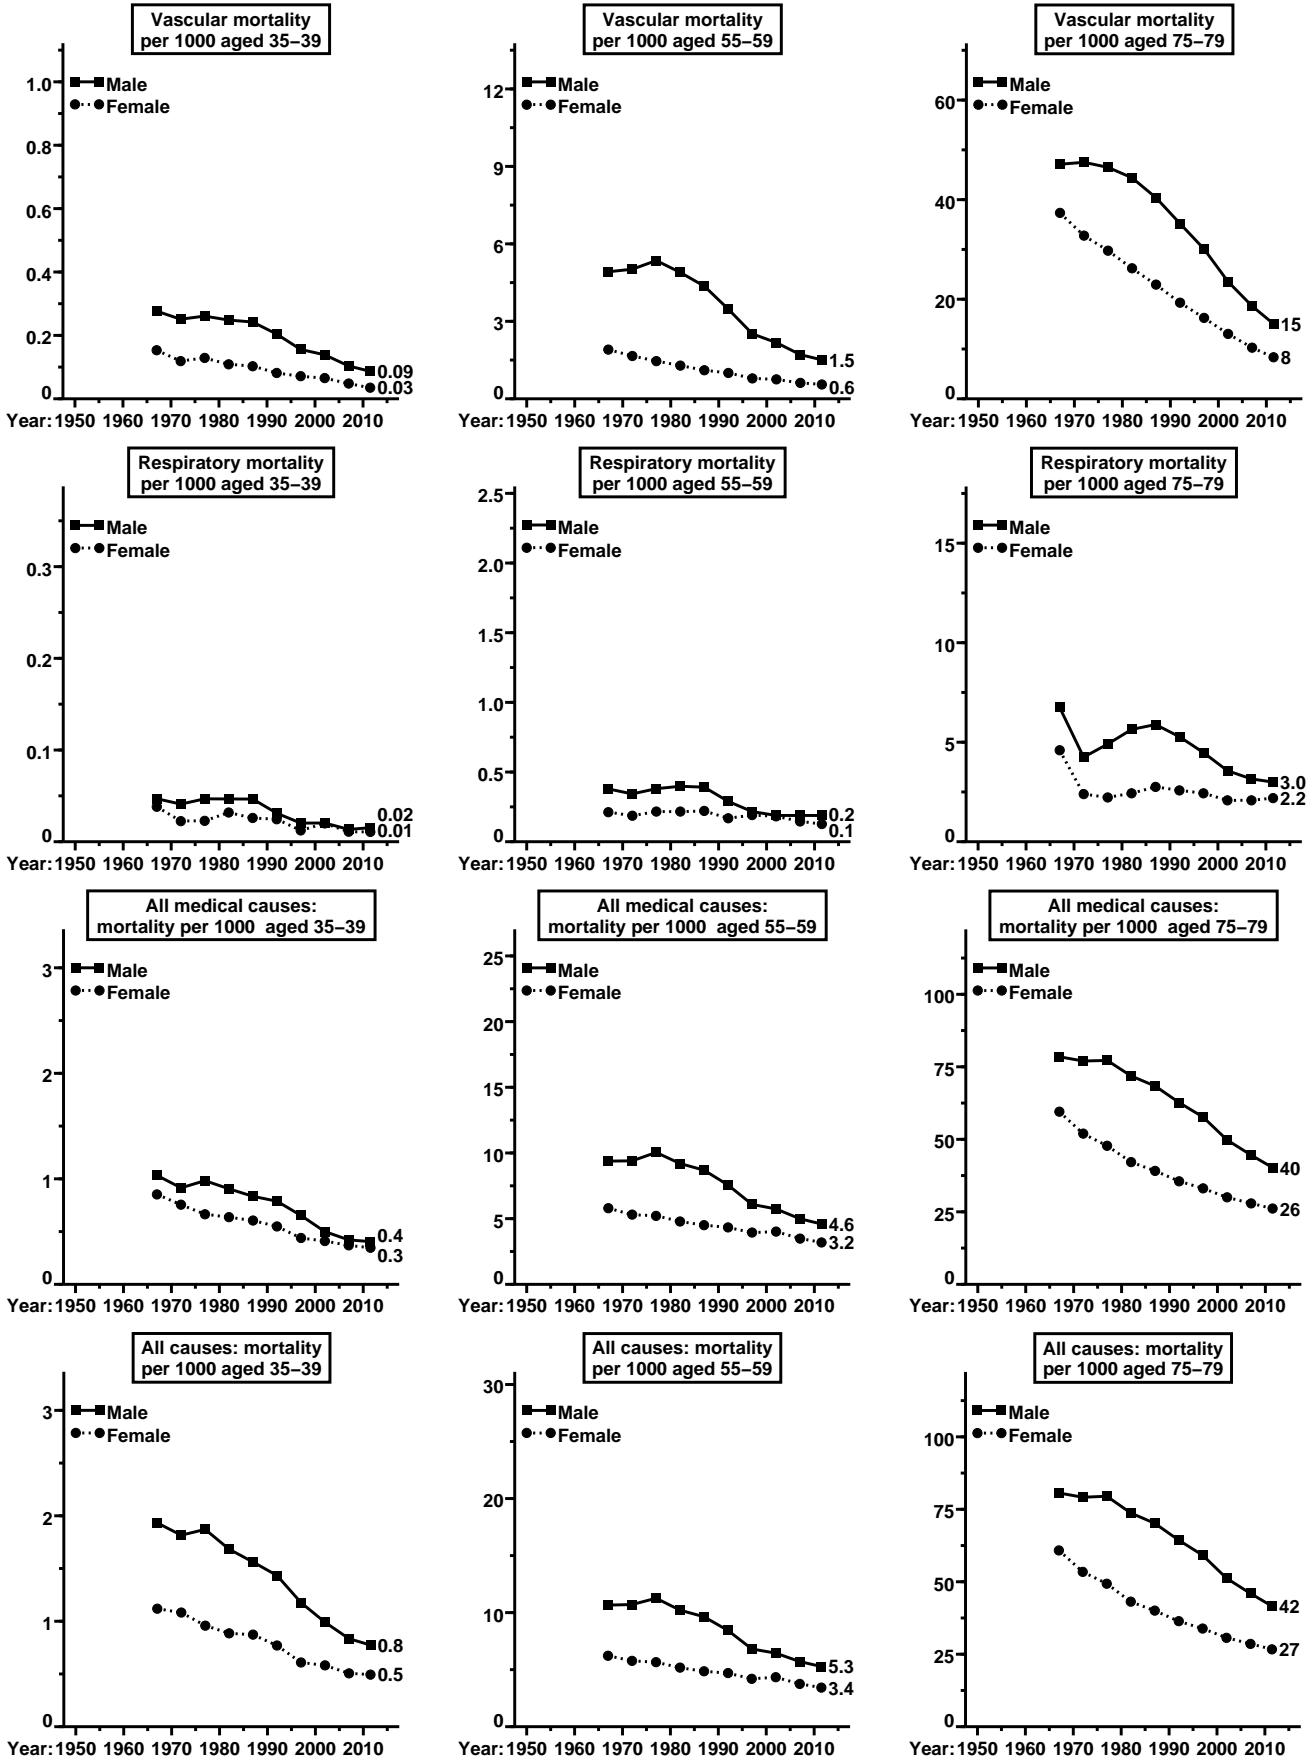 Vascular mortality
per 1000 aged 35–39
1.0
0.8
0.6
0.4
0.2
0
Male
Female
0.09
0.03
Year: 1950 1960 1970 1980 1990 2000 2010
Vascular mortality
per 1000 aged 55–59
12
9
6
3
0
Male
Female
1.5
0.6
Year: 1950 1960 1970 1980 1990 2000 2010
Vascular mortality
per 1000 aged 75–79
60
40
20
0
Male
Female
15
8
Year: 1950 1960 1970 1980 1990 2000 2010
Respiratory mortality
per 1000 aged 35–39
0.3
0.2
0.1
0
Male
Female
0.02
0.01
Year: 1950 1960 1970 1980 1990 2000 2010
Respiratory mortality
per 1000 aged 55–59
2.5
2.0
1.5
1.0
0.5
0
Male
Female
0.2
0.1
Year: 1950 1960 1970 1980 1990 2000 2010
Respiratory mortality
per 1000 aged 75–79
15
10
5
0
Male
Female
3.0
2.2
Year: 1950 1960 1970 1980 1990 2000 2010
All medical causes:
mortality per 1000 aged 35–39
3
2
1
0
Male
Female
0.4
0.3
Year: 1950 1960 1970 1980 1990 2000 2010
All medical causes:
mortality per 1000 aged 55–59
25
20
15
10
5
0
Male
Female
4.6
3.2
Year: 1950 1960 1970 1980 1990 2000 2010
All medical causes:
mortality per 1000 aged 75–79
100
75
50
25
0
Male
Female
40
26
Year: 1950 1960 1970 1980 1990 2000 2010
All causes: mortality
per 1000 aged 35–39
3
2
1
0
Male
Female
0.8
0.5
Year: 1950 1960 1970 1980 1990 2000 2010
All causes: mortality
per 1000 aged 55–59
30
20
10
0
Male
Female
5.3
3.4
Year: 1950 1960 1970 1980 1990 2000 2010
All causes: mortality
per 1000 aged 75–79
100
75
50
25
0
Male
Female
42
27
Year: 1950 1960 1970 1980 1990 2000 2010